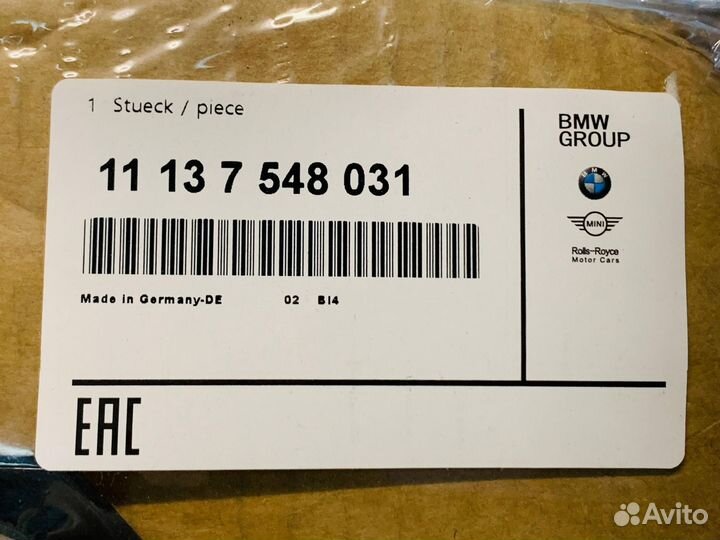 1 Stueck / piece
11 13 7 548 031
Made in Germany-DE 02 BI4
BMW
GROUP
BMW
MINI
Rolls-Royce
Motor Cars
EAC
Avito